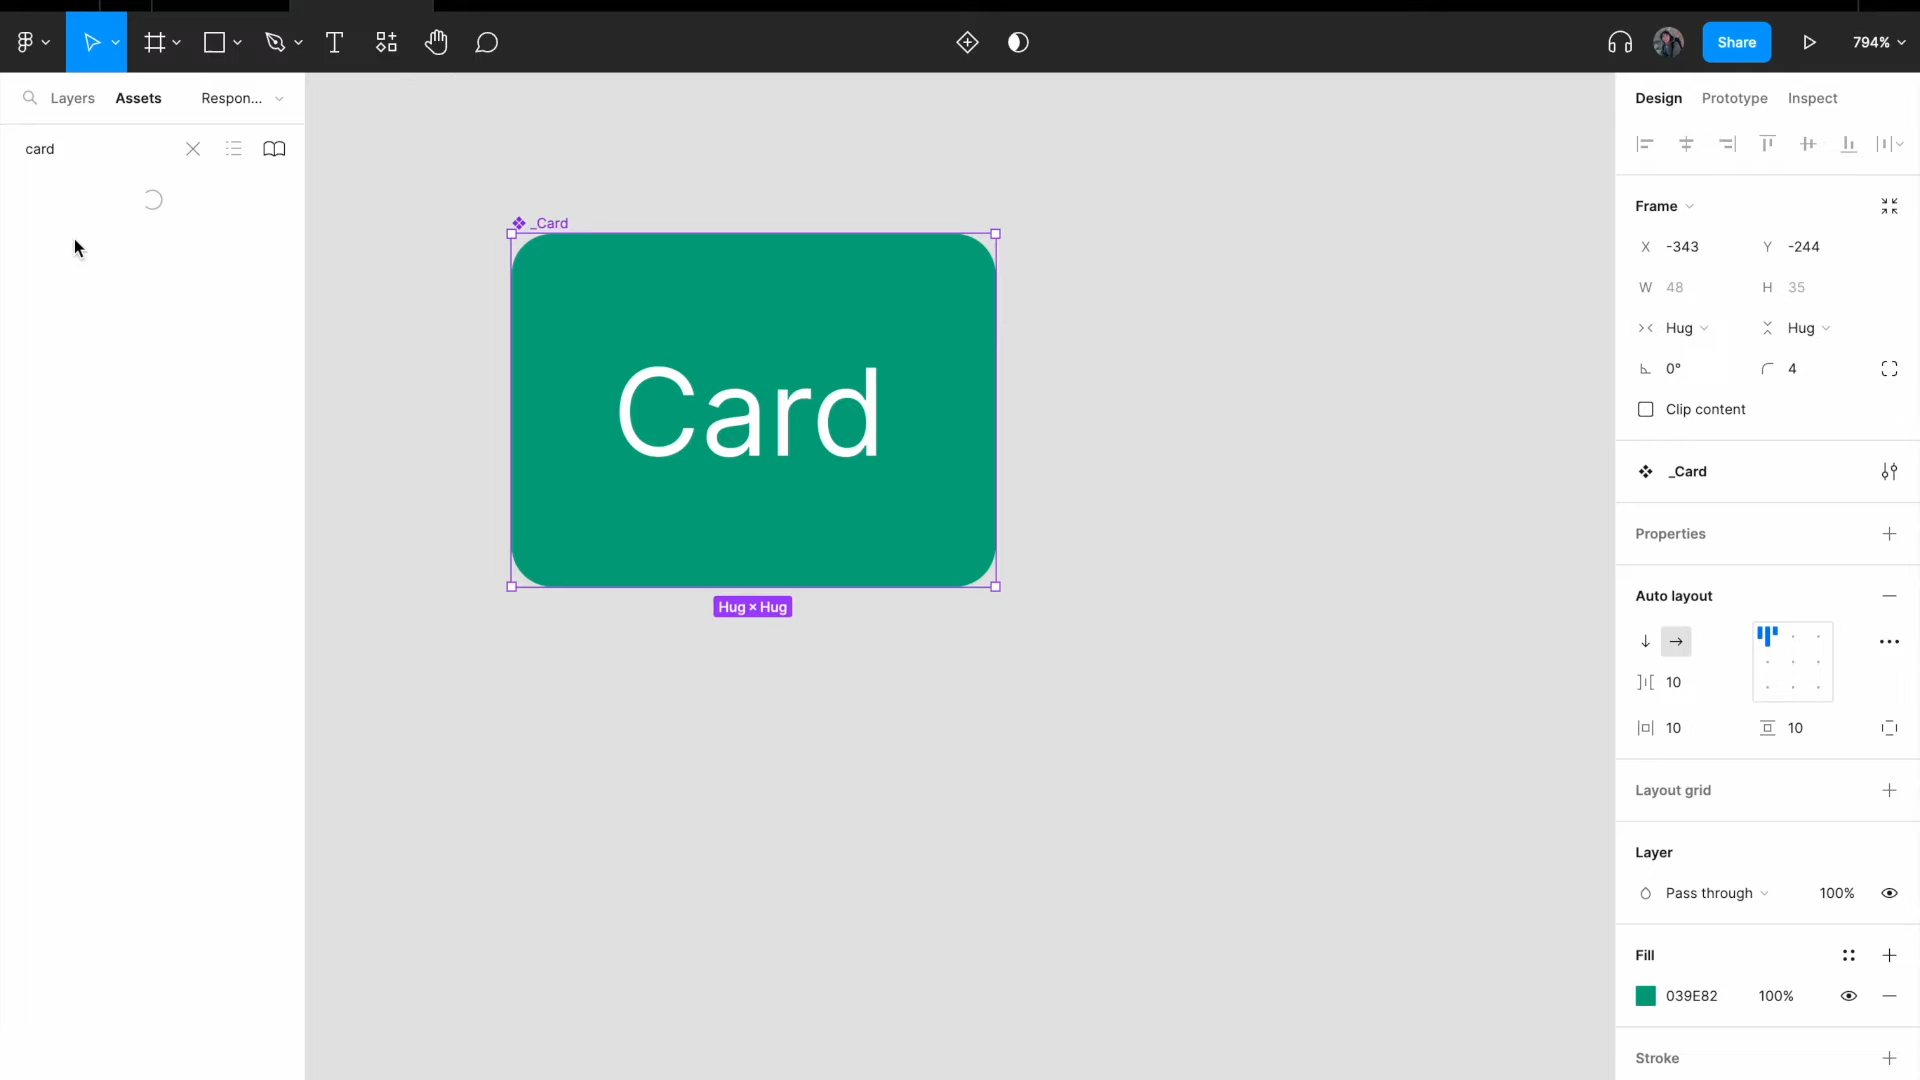 Share
794%
Layers
Assets
Respon...
Design
Prototype
Inspect
card
Frame
X -343
Y -244
W 48
H 35
Hug
Hug
0°
4
Clip content
_Card
Card
Hug × Hug
_Card
Properties
Auto layout
10
10
10
Layout grid
Layer
Pass through
100%
Fill
039E82
100%
Stroke